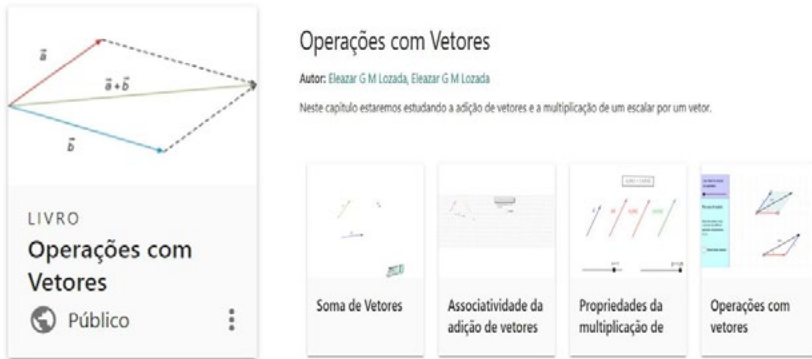 a
a + b
b
LIVRO
Operações com
Vetores
Público
Operações com Vetores
Autor: Eleazar G M Lozada, Eleazar G M Lozada
Neste capítulo estaremos estudando a adição de vetores e a multiplicação de um escalar por um vetor.
Soma de Vetores
Associatividade da
adição de vetores
Propriedades da
multiplicação de
Operações com
vetores